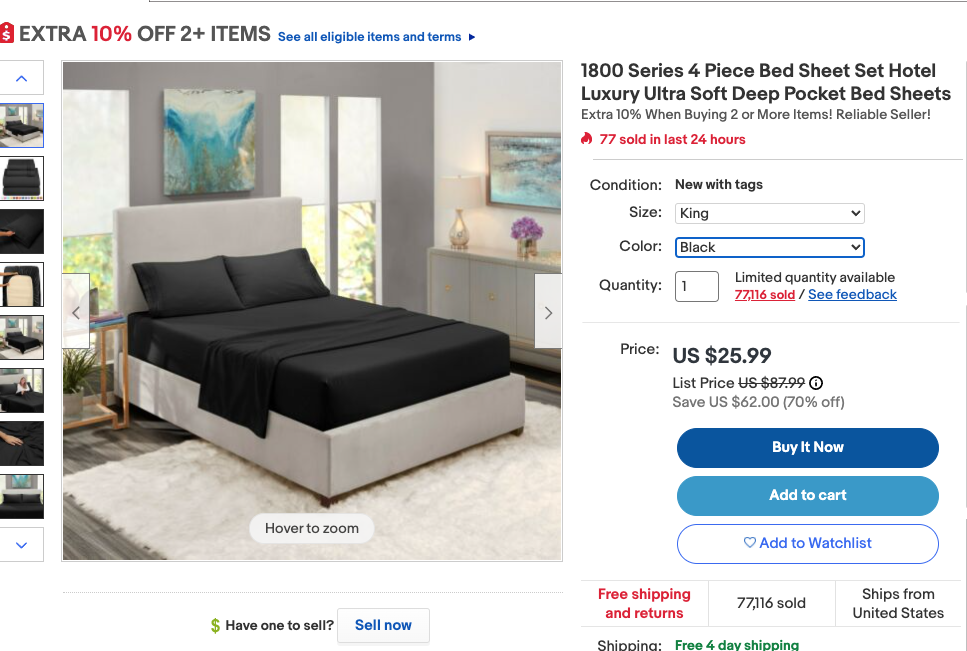 EXTRA 10% OFF 2+ ITEMS See all eligible items and terms
1800 Series 4 Piece Bed Sheet Set Hotel
Luxury Ultra Soft Deep Pocket Bed Sheets
Extra 10% When Buying 2 or More Items! Reliable Seller!
77 sold in last 24 hours
Condition: New with tags
Size: King
Color: Black
Quantity: 1
Limited quantity available
77,116 sold / See feedback
Price: US $25.99
List Price US $87.99
Save US $62.00 (70% off)
Buy It Now
Add to cart
Add to Watchlist
Hover to zoom
Free shipping
and returns
77,116 sold
Ships from
United States
Have one to sell? Sell now
Shipping: Free 4 day shipping